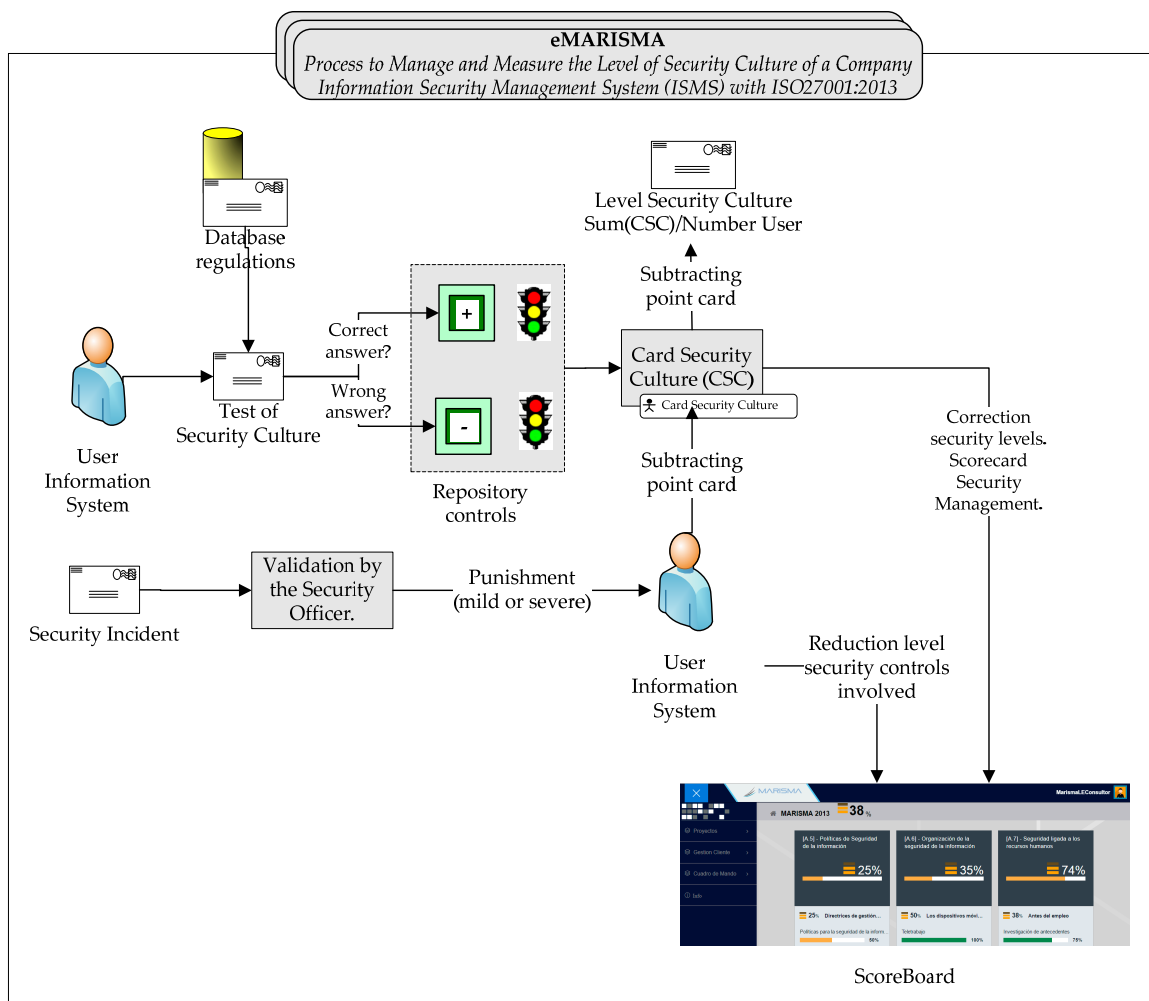 eMARISMA
Process to Manage and Measure the Level of Security Culture of a Company
Information Security Management System (ISMS) with ISO27001:2013
Database
regulations
Level Security Culture
Sum(CSC)/Number User
Subtracting
point card
Correct
answer?
Wrong
answer?
+
-
Card Security
Culture (CSC)
Card Security Culture
Test of
Security Culture
User
Information
System
Repository
controls
Subtracting
point card
Correction
security levels.
Scorecard
Security
Management.
Security Incident
Validation by
the Security
Officer.
Punishment
(mild or severe)
User
Information
System
Reduction level
security controls
involved
MARISMA
MarismaLEConsultor
MARISMA 2013 38 %
Proyectos
Gestion Cliente
Cuadro de Mando
Info
[A.5] - Políticas de Seguridad
de la información
25%
[A.6] - Organización de la
seguridad de la información
35%
[A.7] - Seguridad ligada a los
recursos humanos
74%
25% Directrices de gestión...
Políticas para la seguridad de la inform...
50%
50% Los dispositivos móvi...
Teletrabajo
100%
38% Antes del empleo
Investigación de antecedentes
75%
ScoreBoard